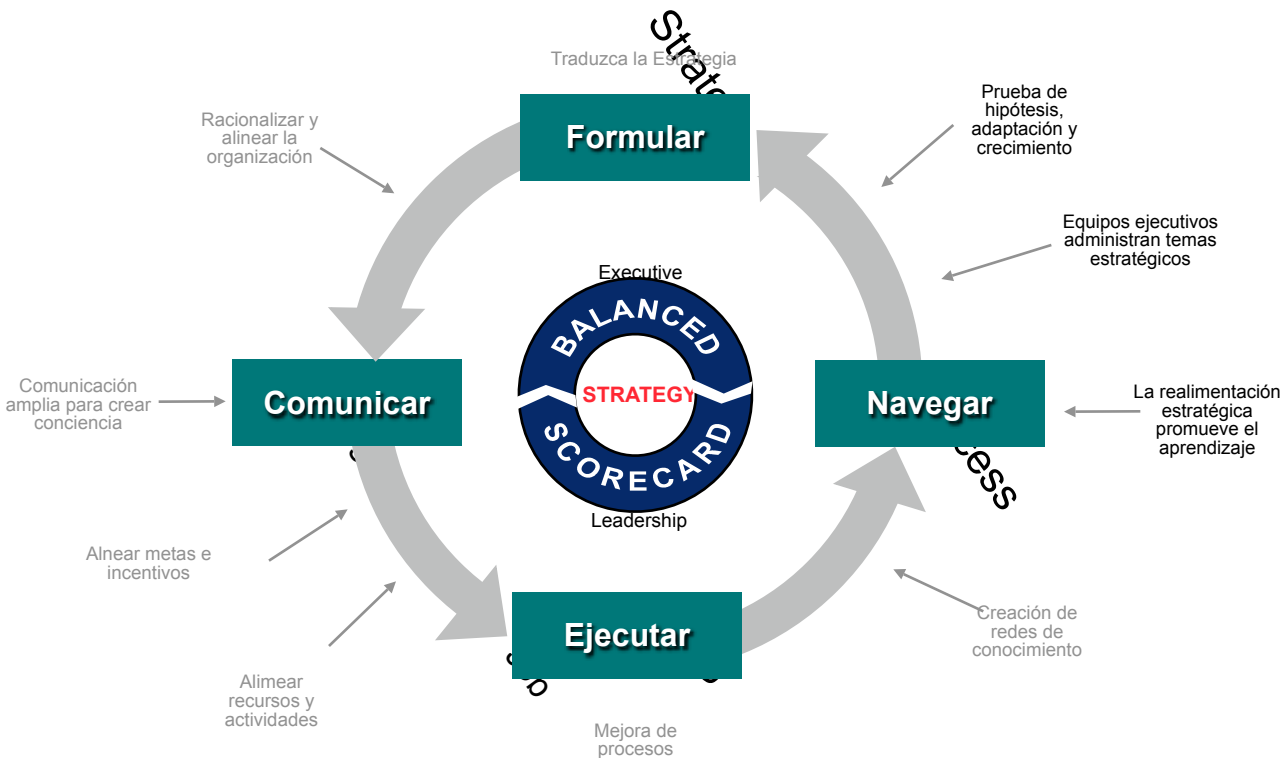 Strate
Traduzca la Estrategia
Formular
Racionalizar y
alinear la
organización
Prueba de
hipótesis,
adaptación y
crecimiento
Equipos ejecutivos
administran temas
estratégicos
Executive
BALANCED
STRATEGY
SCORECARD
Leadership
Comunicar
Comunicación
amplia para crear
conciencia
Navegar
cess
La realimentación
estratégica
promueve el
aprendizaje
Alnear metas e
incentivos
Alimear
recursos y
actividades
Ejecutar
Mejora de
procesos
Creación de
redes de
conocimiento